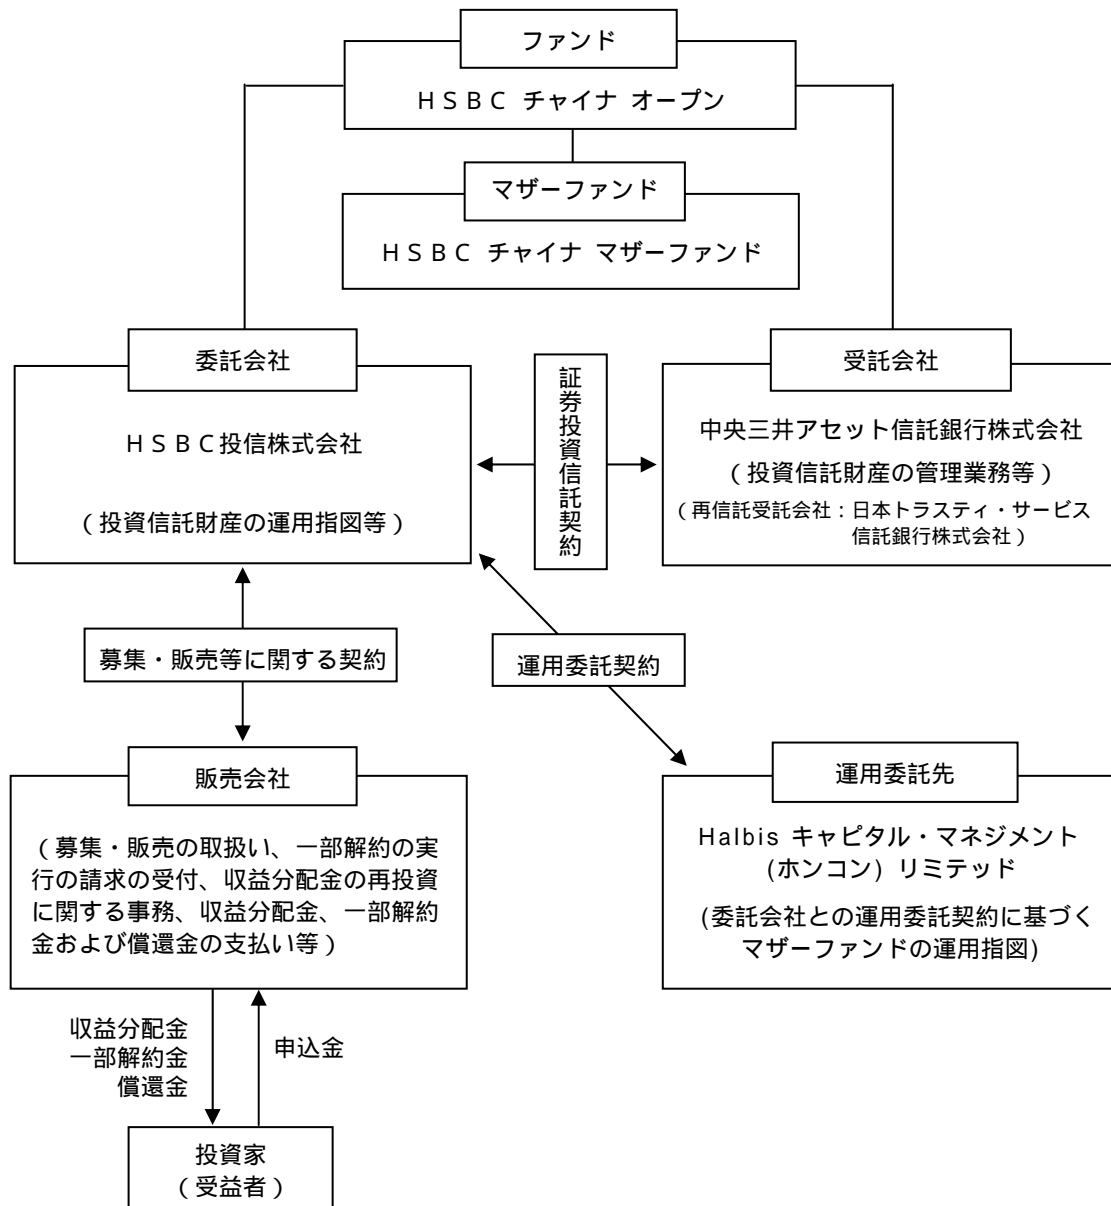 ファンド
HSBC チャイナ オープン
マザーファンド
HSBC チャイナ マザーファンド
委託会社
HSBC投信株式会社
(投資信託財産の運用指図等)
証券投資信託契約
受託会社
中央三井アセット信託銀行株式会社
(投資信託財産の管理業務等)
(再信託受託会社:日本トラスティ・サービス
信託銀行株式会社)
募集・販売等に関する契約
運用委託契約
販売会社
(募集・販売の取扱い、一部解約の実
行の請求の受付、収益分配金の再投資
に関する事務、収益分配金、一部解約
金および償還金の支払い等)
運用委託先
Halbis キャピタル・マネジメント
(ホンコン) リミテッド
(委託会社との運用委託契約に基づく
マザーファンドの運用指図)
収益分配金
一部解約金
償還金
申込金
投資家
(受益者)